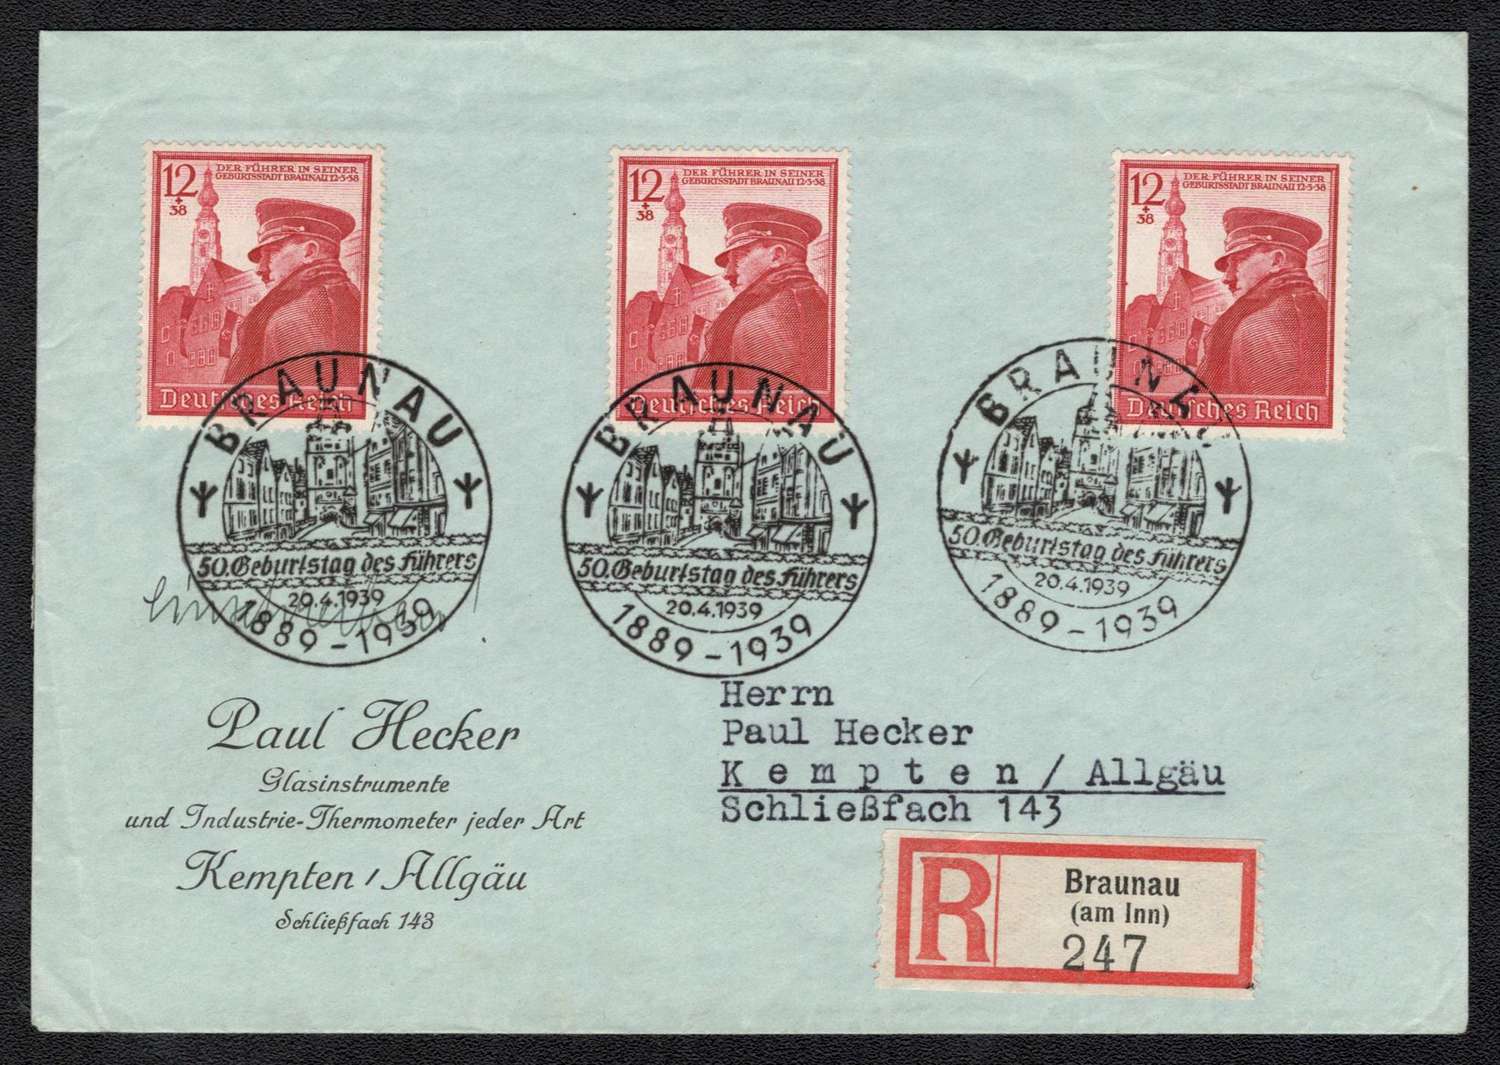 12
+
38
DER FÜHRER IN SEINER
GEBURTSSTADT BRAUNAU 12·3·38
Deutsches Reich
12
+
38
DER FÜHRER IN SEINER
GEBURTSSTADT BRAUNAU 12·3·38
Deutsches Reich
12
+
38
DER FÜHRER IN SEINER
GEBURTSSTADT BRAUNAU 12·3·38
Deutsches Reich
BRAUNAU
50. Geburtstag des Führers
20.4.1939
1889 – 1939
BRAUNAU
50. Geburtstag des Führers
20.4.1939
1889 – 1939
BRAUNAU
50. Geburtstag des Führers
20.4.1939
1889 – 1939
Paul Hecker
Glasinstrumente
und Industrie-Thermometer jeder Art
Kempten / Allgäu
Schließfach 143
Herrn
Paul Hecker
Kempten / Allgäu
Schließfach 143
R
Braunau
(am Inn)
247